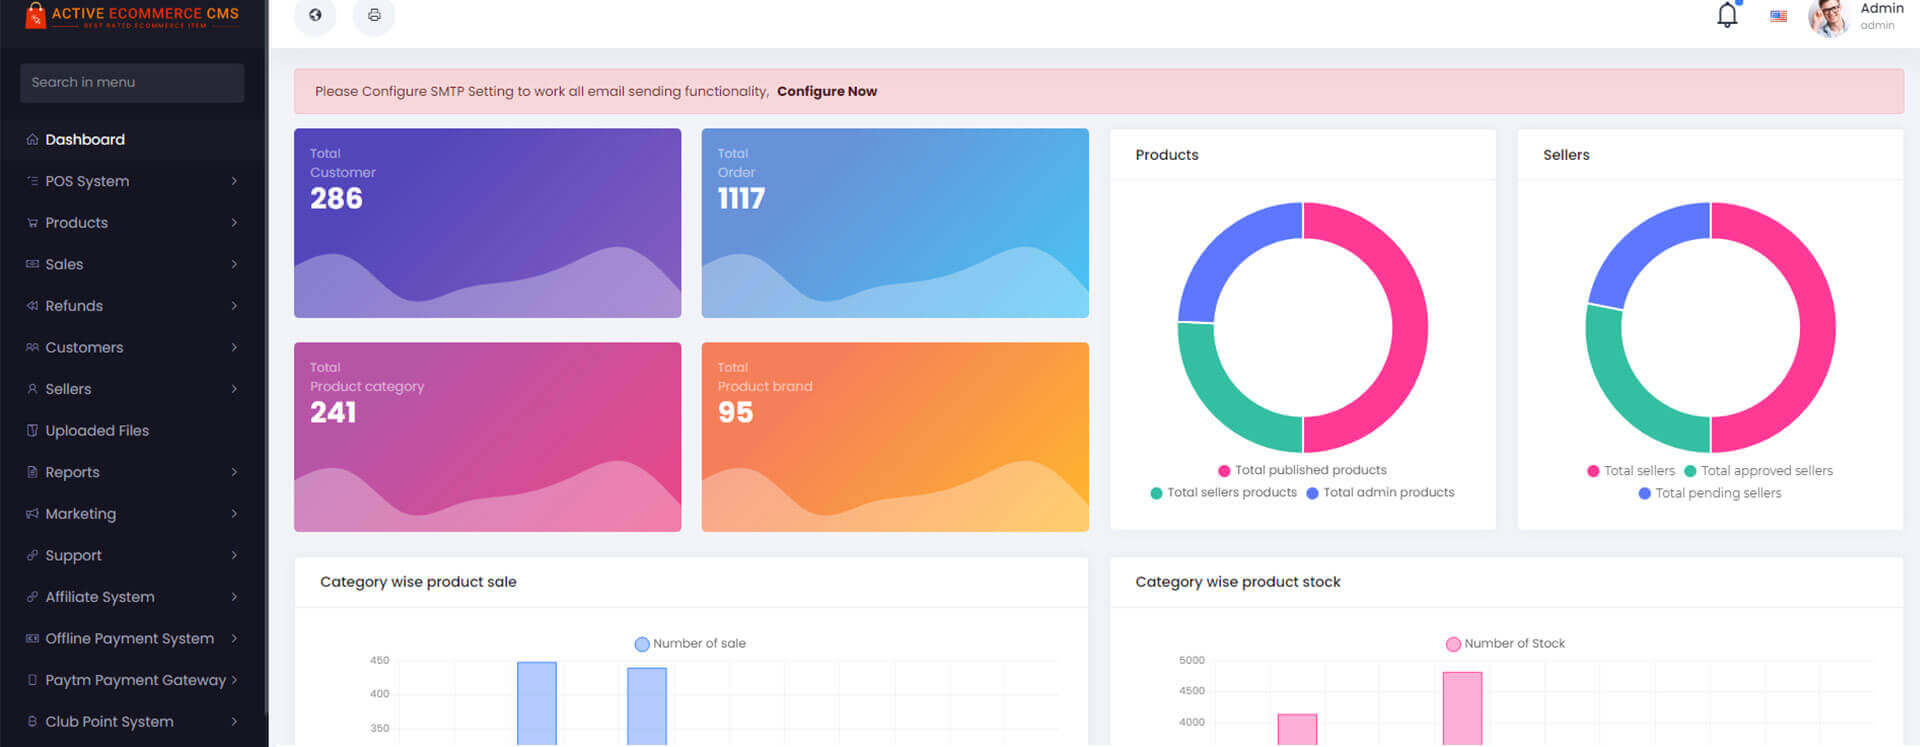 ACTIVE ECOMMERCE CMS
BEST RATED ECOMMERCE ITEM
Search in menu
Dashboard
POS System
Products
Sales
Refunds
Customers
Sellers
Uploaded Files
Reports
Marketing
Support
Affiliate System
Offline Payment System
Paytm Payment Gateway
Club Point System
Admin
admin
Please Configure SMTP Setting to work all email sending functionality, Configure Now
Total
Customer
286
Total
Order
1117
Total
Product category
241
Total
Product brand
95
Products
Total published products
Total sellers products Total admin products
Sellers
Total sellers Total approved sellers
Total pending sellers
Category wise product sale
Number of sale
450
400
350
Category wise product stock
Number of Stock
5000
4500
4000